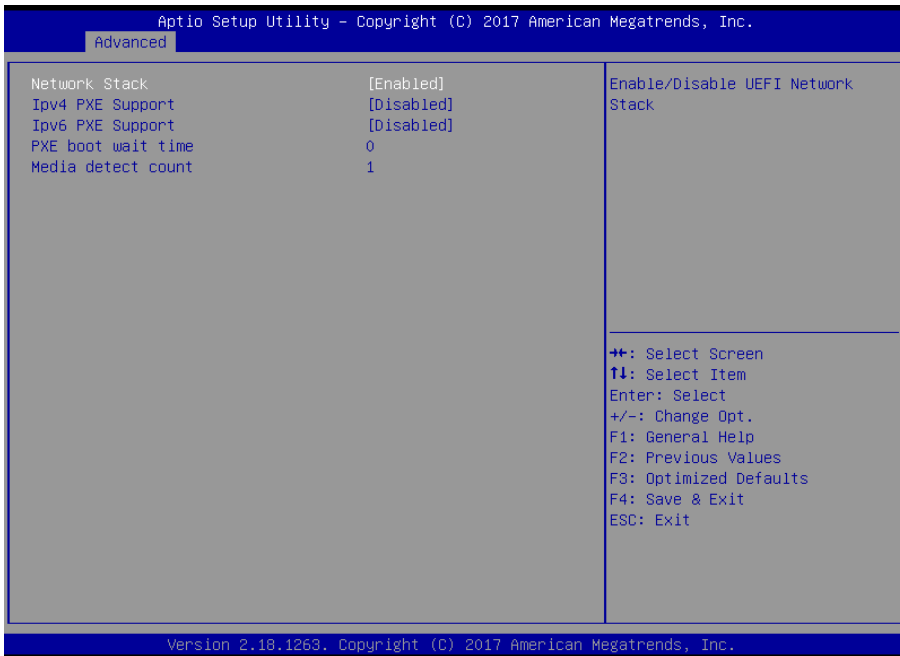 Aptio Setup Utility – Copyright (C) 2017 American Megatrends, Inc.
Advanced
Network Stack [Enabled]
Ipv4 PXE Support [Disabled]
Ipv6 PXE Support [Disabled]
PXE boot wait time 0
Media detect count 1
Enable/Disable UEFI Network
Stack
→←: Select Screen
↑↓: Select Item
Enter: Select
+/-: Change Opt.
F1: General Help
F2: Previous Values
F3: Optimized Defaults
F4: Save & Exit
ESC: Exit
Version 2.18.1263. Copyright (C) 2017 American Megatrends, Inc.